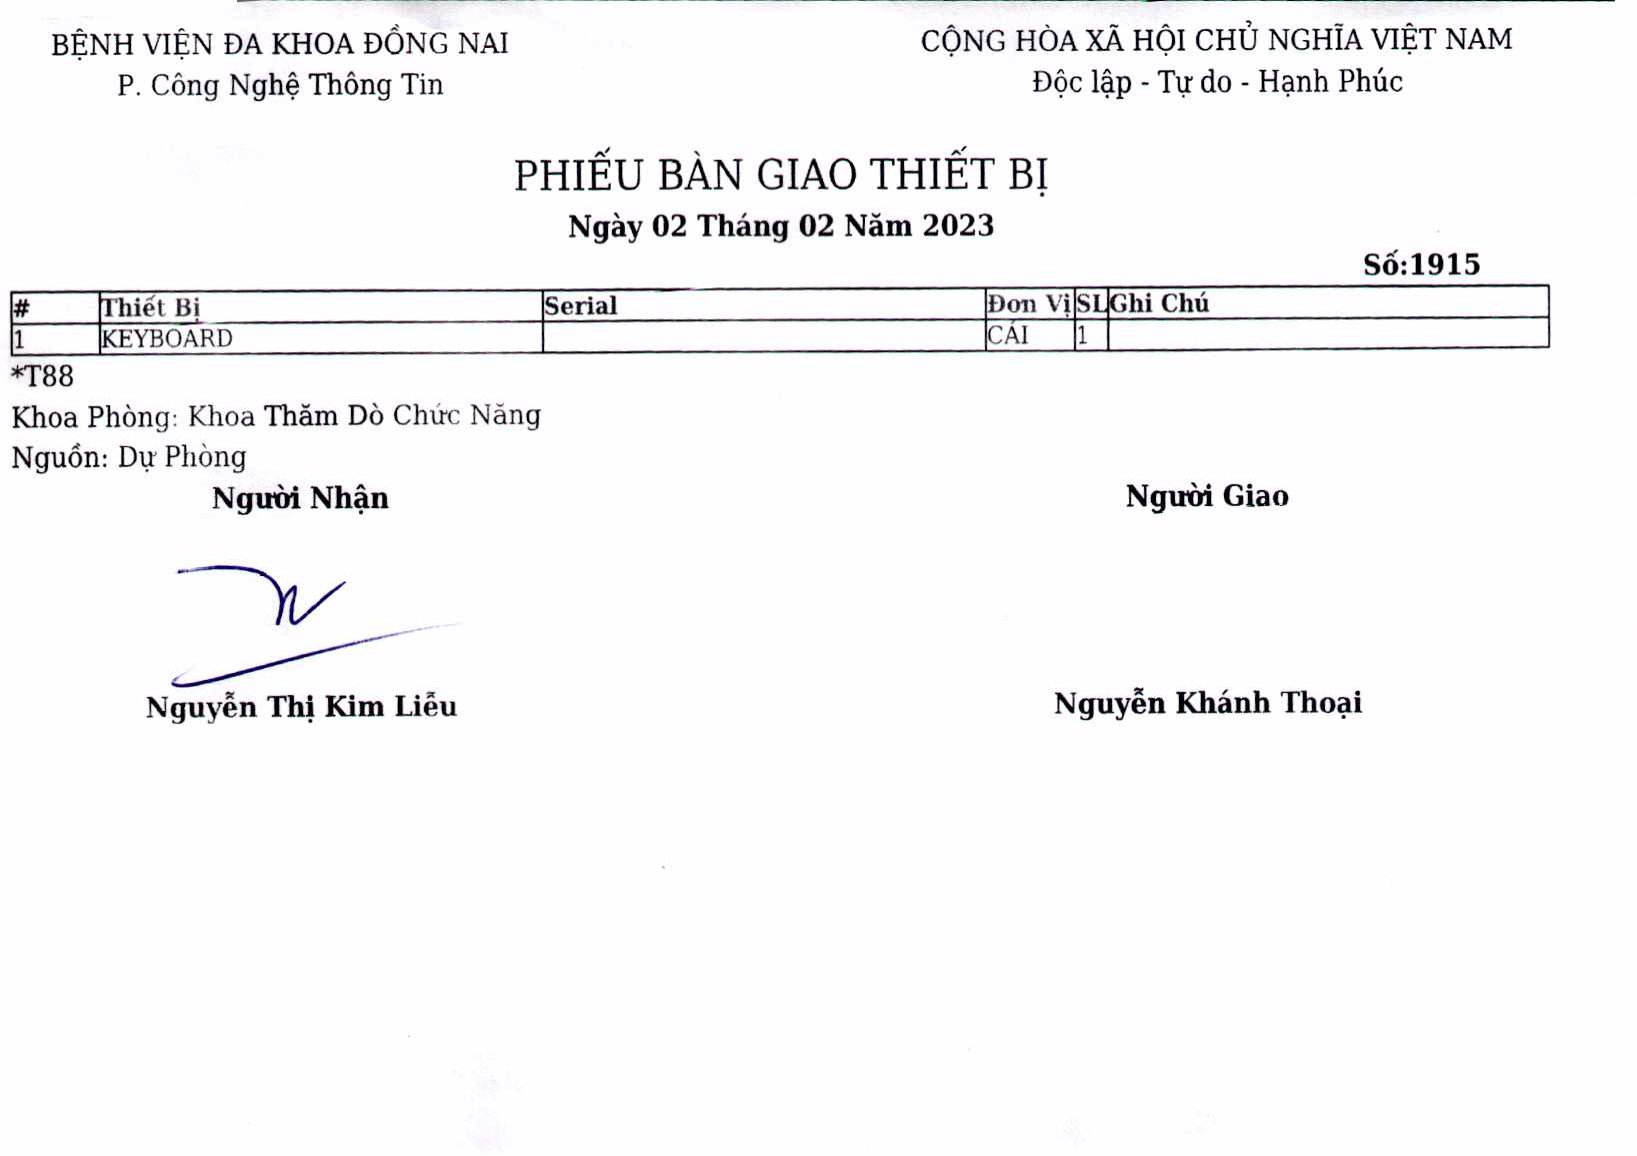 BỆNH VIỆN ĐA KHOA ĐỒNG NAI
P. Công Nghệ Thông Tin
CỘNG HÒA XÃ HỘI CHỦ NGHĨA VIỆT NAM
Độc lập - Tự do - Hạnh Phúc
PHIẾU BÀN GIAO THIẾT BỊ
Ngày 02 Tháng 02 Năm 2023
Số:1915
# Thiết Bị Serial Đơn Vị SL Ghi Chú
1 KEYBOARD CÁI 1
*T88
Khoa Phòng: Khoa Thăm Dò Chức Năng
Nguồn: Dự Phòng
Người Nhận Người Giao
Nguyễn Thị Kim Liễu Nguyễn Khánh Thoại